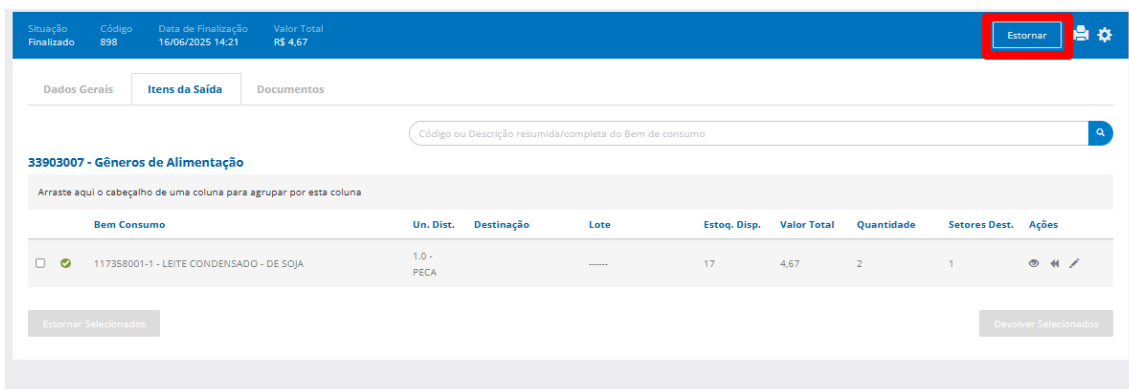 Situação Código Data de Finalização Valor Total
Finalizado 898 16/06/2025 14:21 R$ 4,67
Estornar
Dados Gerais Itens da Saída Documentos
Código ou Descrição resumida/completa do Bem de consumo
33903007 - Gêneros de Alimentação
Arraste aqui o cabeçalho de uma coluna para agrupar por esta coluna
Bem Consumo Un. Dist. Destinação Lote Estoq. Disp. Valor Total Quantidade Setores Dest. Ações
117358001-1 - LEITE CONDENSADO - DE SOJA 1.0 - PECA ------ 17 4,67 2 1
Estornar Selecionados Devolver Selecionados